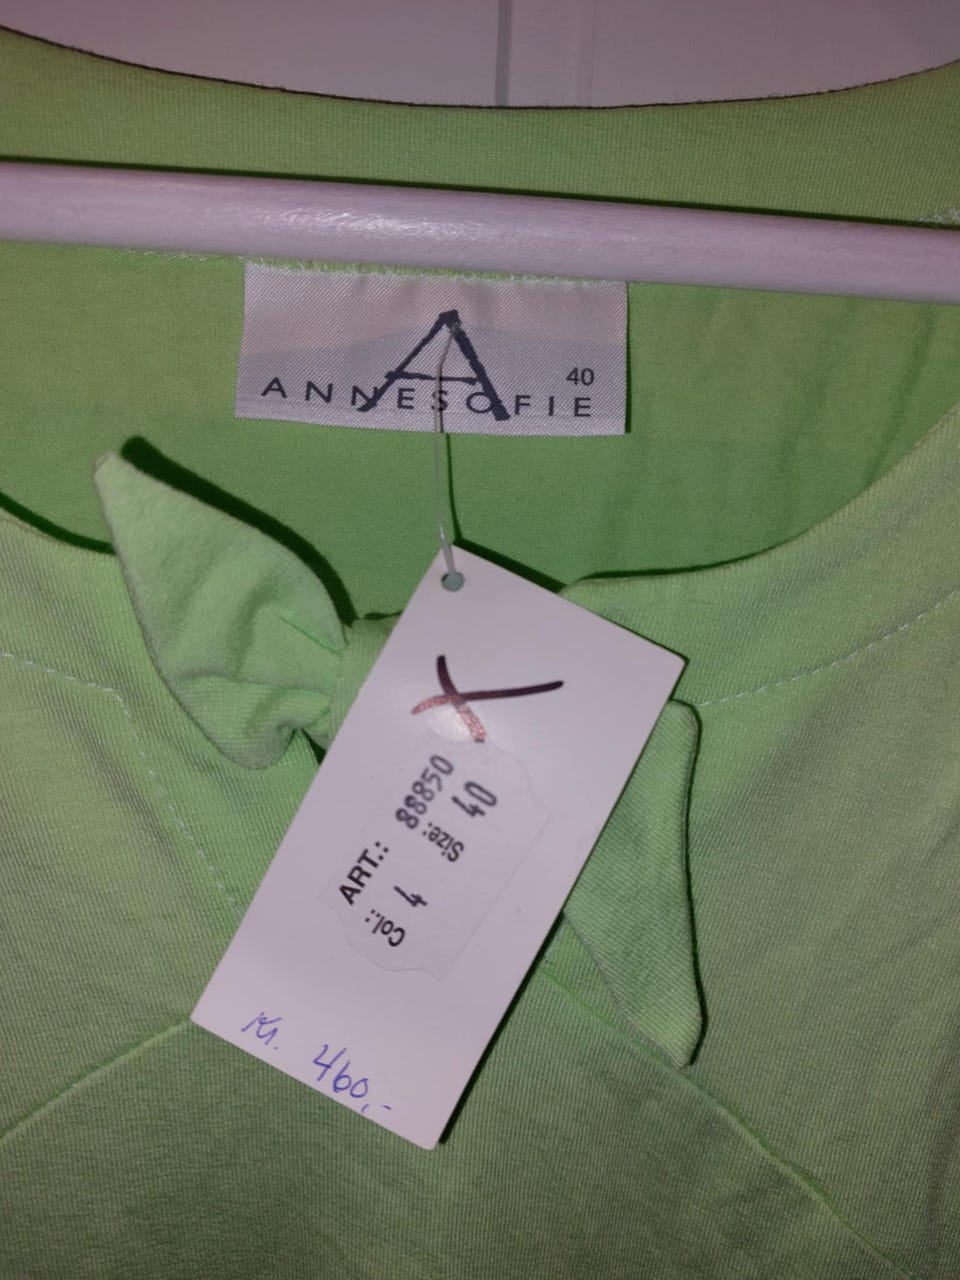 A
40
ANNESOFIE
ART.: 88850
Size: 40
Col.: 4
Kr. 460,-